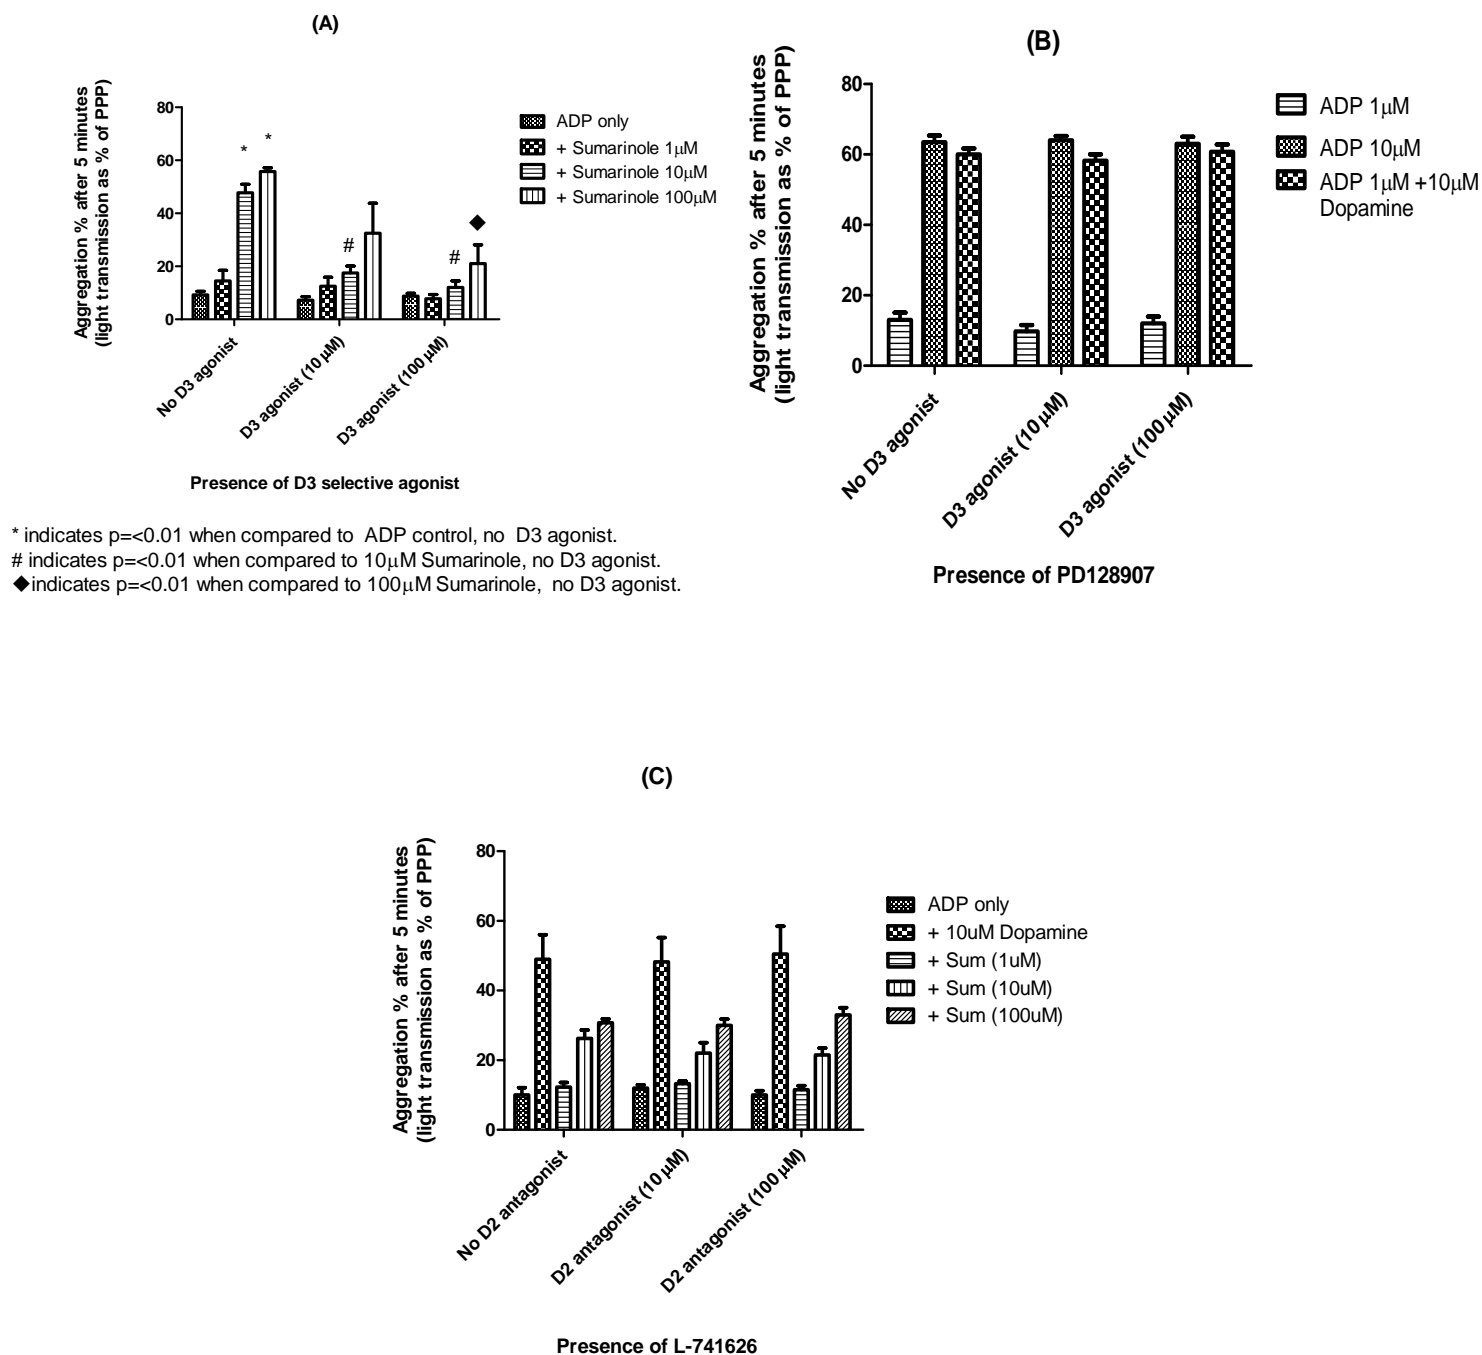 (A)
Aggregation % after 5 minutes
(light transmission as % of PPP)
80
60
40
20
0
*
*
#
#
◆
ADP only
+ Sumarinole 1μM
+ Sumarinole 10μM
+ Sumarinole 100μM
No D3 agonist
D3 agonist (10 μM)
D3 agonist (100 μM)
Presence of D3 selective agonist
* indicates p=<0.01 when compared to ADP control, no D3 agonist.
# indicates p=<0.01 when compared to 10μM Sumarinole, no D3 agonist.
◆indicates p=<0.01 when compared to 100μM Sumarinole, no D3 agonist.
(B)
Aggregation % after 5 minutes
(light transmission as % of PPP)
80
60
40
20
0
ADP 1μM
ADP 10μM
ADP 1μM +10μM
Dopamine
No D3 agonist
D3 agonist (10 μM)
D3 agonist (100 μM)
Presence of PD128907
(C)
Aggregation % after 5 minutes
(light transmission as % of PPP)
80
60
40
20
0
ADP only
+ 10uM Dopamine
+ Sum (1uM)
+ Sum (10uM)
+ Sum (100uM)
No D2 antagonist
D2 antagonist (10 μM)
D2 antagonist (100 μM)
Presence of L-741626